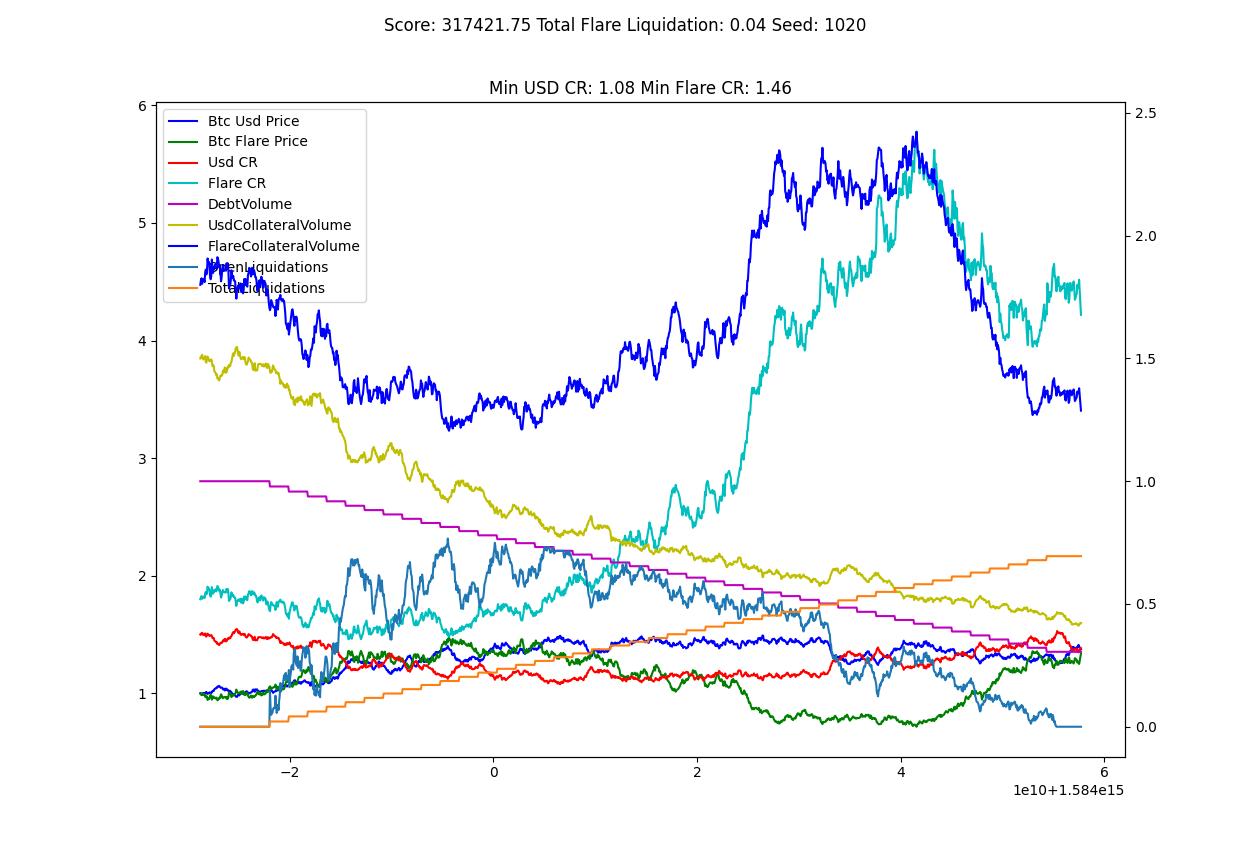 Score: 317421.75 Total Flare Liquidation: 0.04 Seed: 1020
Min USD CR: 1.08 Min Flare CR: 1.46
Btc Usd Price
Btc Flare Price
Usd CR
Flare CR
DebtVolume
UsdCollateralVolume
FlareCollateralVolume
OpenLiquidations
TotalLiquidations
6
5
4
3
2
1
2.5
2.0
1.5
1.0
0.5
0.0
−2
0
2
4
6
1e10+1.584e15